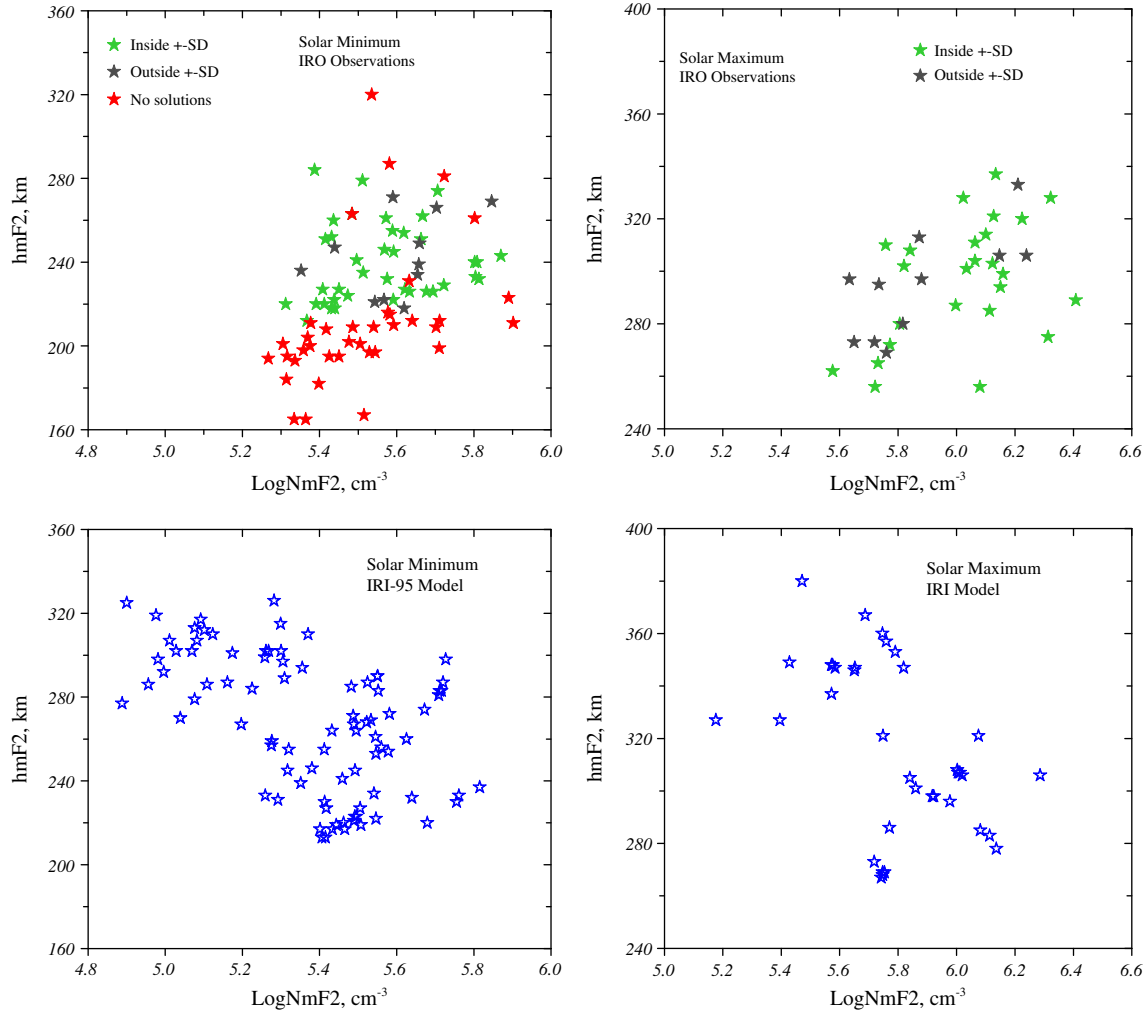 360
320
280
240
200
160
hmF2, km
Inside +-SD
Outside +-SD
No solutions
Solar Minimum
IRO Observations
4.8 5.0 5.2 5.4 5.6 5.8 6.0
LogNmF2, cm-3
400
360
320
280
240
hmF2, km
Solar Maximum
IRO Observations
Inside +-SD
Outside +-SD
5.0 5.2 5.4 5.6 5.8 6.0 6.2 6.4 6.6
LogNmF2, cm-3
360
320
280
240
200
160
hmF2, km
Solar Minimum
IRI-95 Model
4.8 5.0 5.2 5.4 5.6 5.8 6.0
LogNmF2, cm-3
400
360
320
280
240
hmF2, km
Solar Maximum
IRI Model
5.0 5.2 5.4 5.6 5.8 6.0 6.2 6.4 6.6
LogNmF2, cm-3